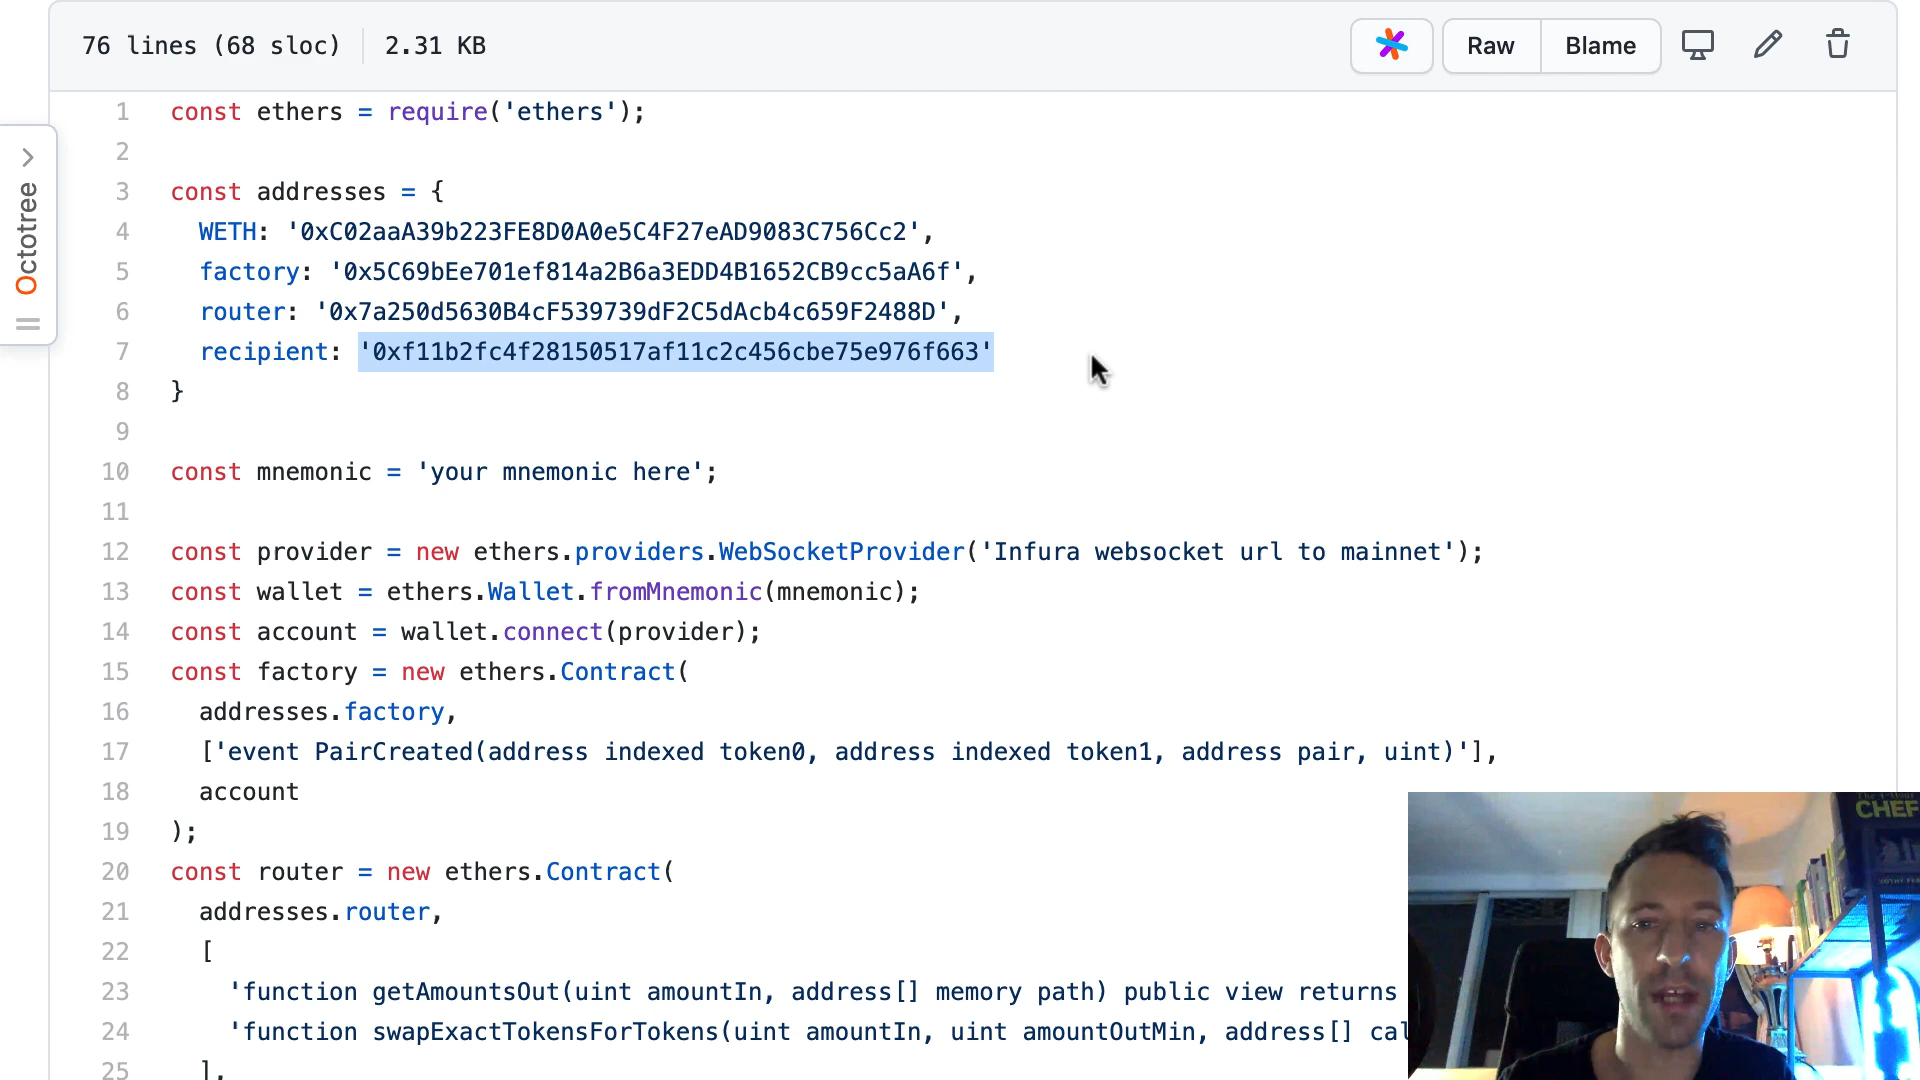 76 lines (68 sloc) 2.31 KB Raw Blame
Octotree
1 const ethers = require('ethers');
2
3 const addresses = {
4 WETH: '0xC02aaA39b223FE8D0A0e5C4F27eAD9083C756Cc2',
5 factory: '0x5C69bEe701ef814a2B6a3EDD4B1652CB9cc5aA6f',
6 router: '0x7a250d5630B4cF539739dF2C5dAcb4c659F2488D',
7 recipient: '0xf11b2fc4f28150517af11c2c456cbe75e976f663'
8 }
9
10 const mnemonic = 'your mnemonic here';
11
12 const provider = new ethers.providers.WebSocketProvider('Infura websocket url to mainnet');
13 const wallet = ethers.Wallet.fromMnemonic(mnemonic);
14 const account = wallet.connect(provider);
15 const factory = new ethers.Contract(
16 addresses.factory,
17 ['event PairCreated(address indexed token0, address indexed token1, address pair, uint)'],
18 account
19 );
20 const router = new ethers.Contract(
21 addresses.router,
22 [
23 'function getAmountsOut(uint amountIn, address[] memory path) public view returns
24 'function swapExactTokensForTokens(uint amountIn, uint amountOutMin, address[] cal
25 ],
CHEF